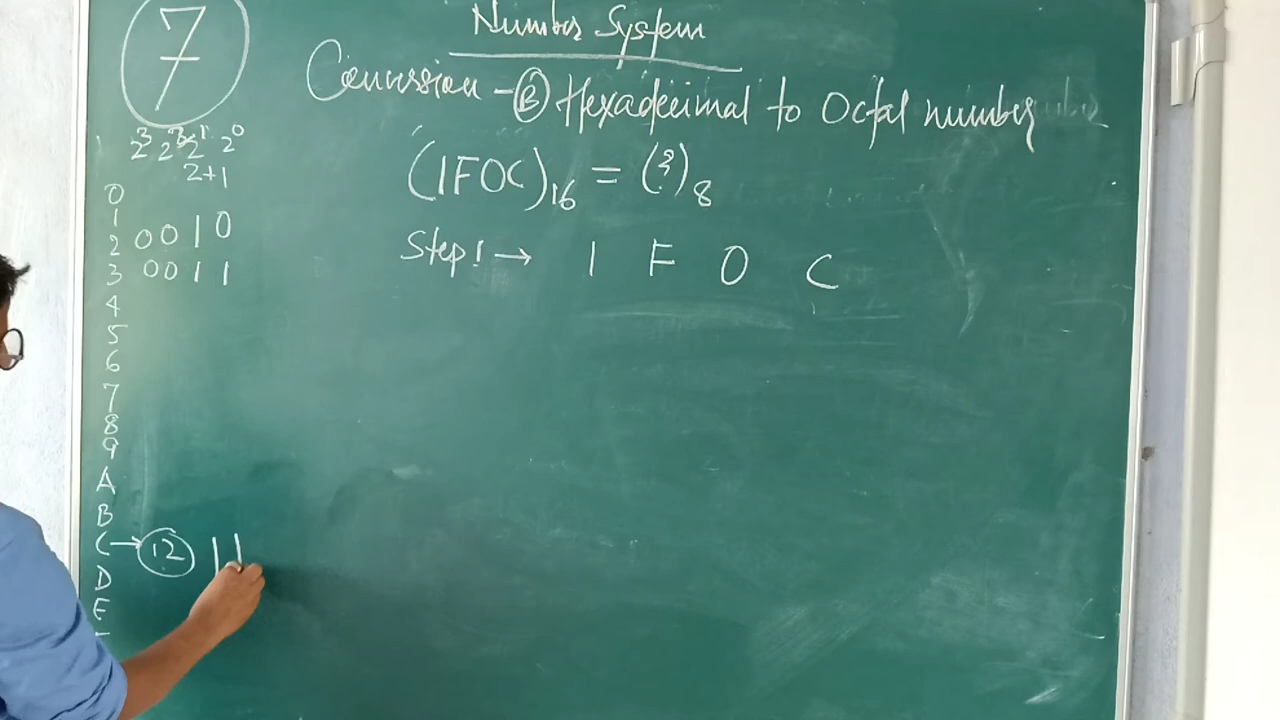 7
Number System
Conversion - B Hexadecimal to Octal number
(1F0C)16 = (?)8
Step 1 → 1 F 0 C
2³ 2² 2¹ 2⁰
2+1
0
1
2 0 0 1 0
3 0 0 1 1
4
5
6
7
8
9
A
B
C → 12 11
D
E